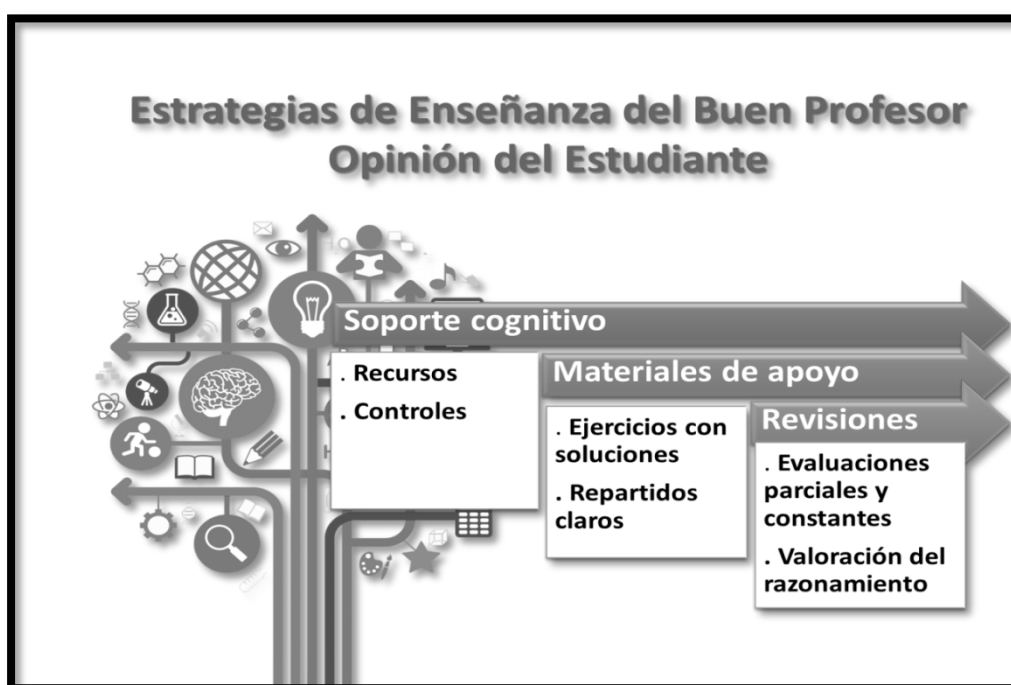 Estrategias de Enseñanza del Buen Profesor
Opinión del Estudiante
Soporte cognitivo
. Recursos
. Controles
Materiales de apoyo
. Ejercicios con
soluciones
. Repartidos
claros
Revisiones
. Evaluaciones
parciales y
constantes
. Valoración del
razonamiento